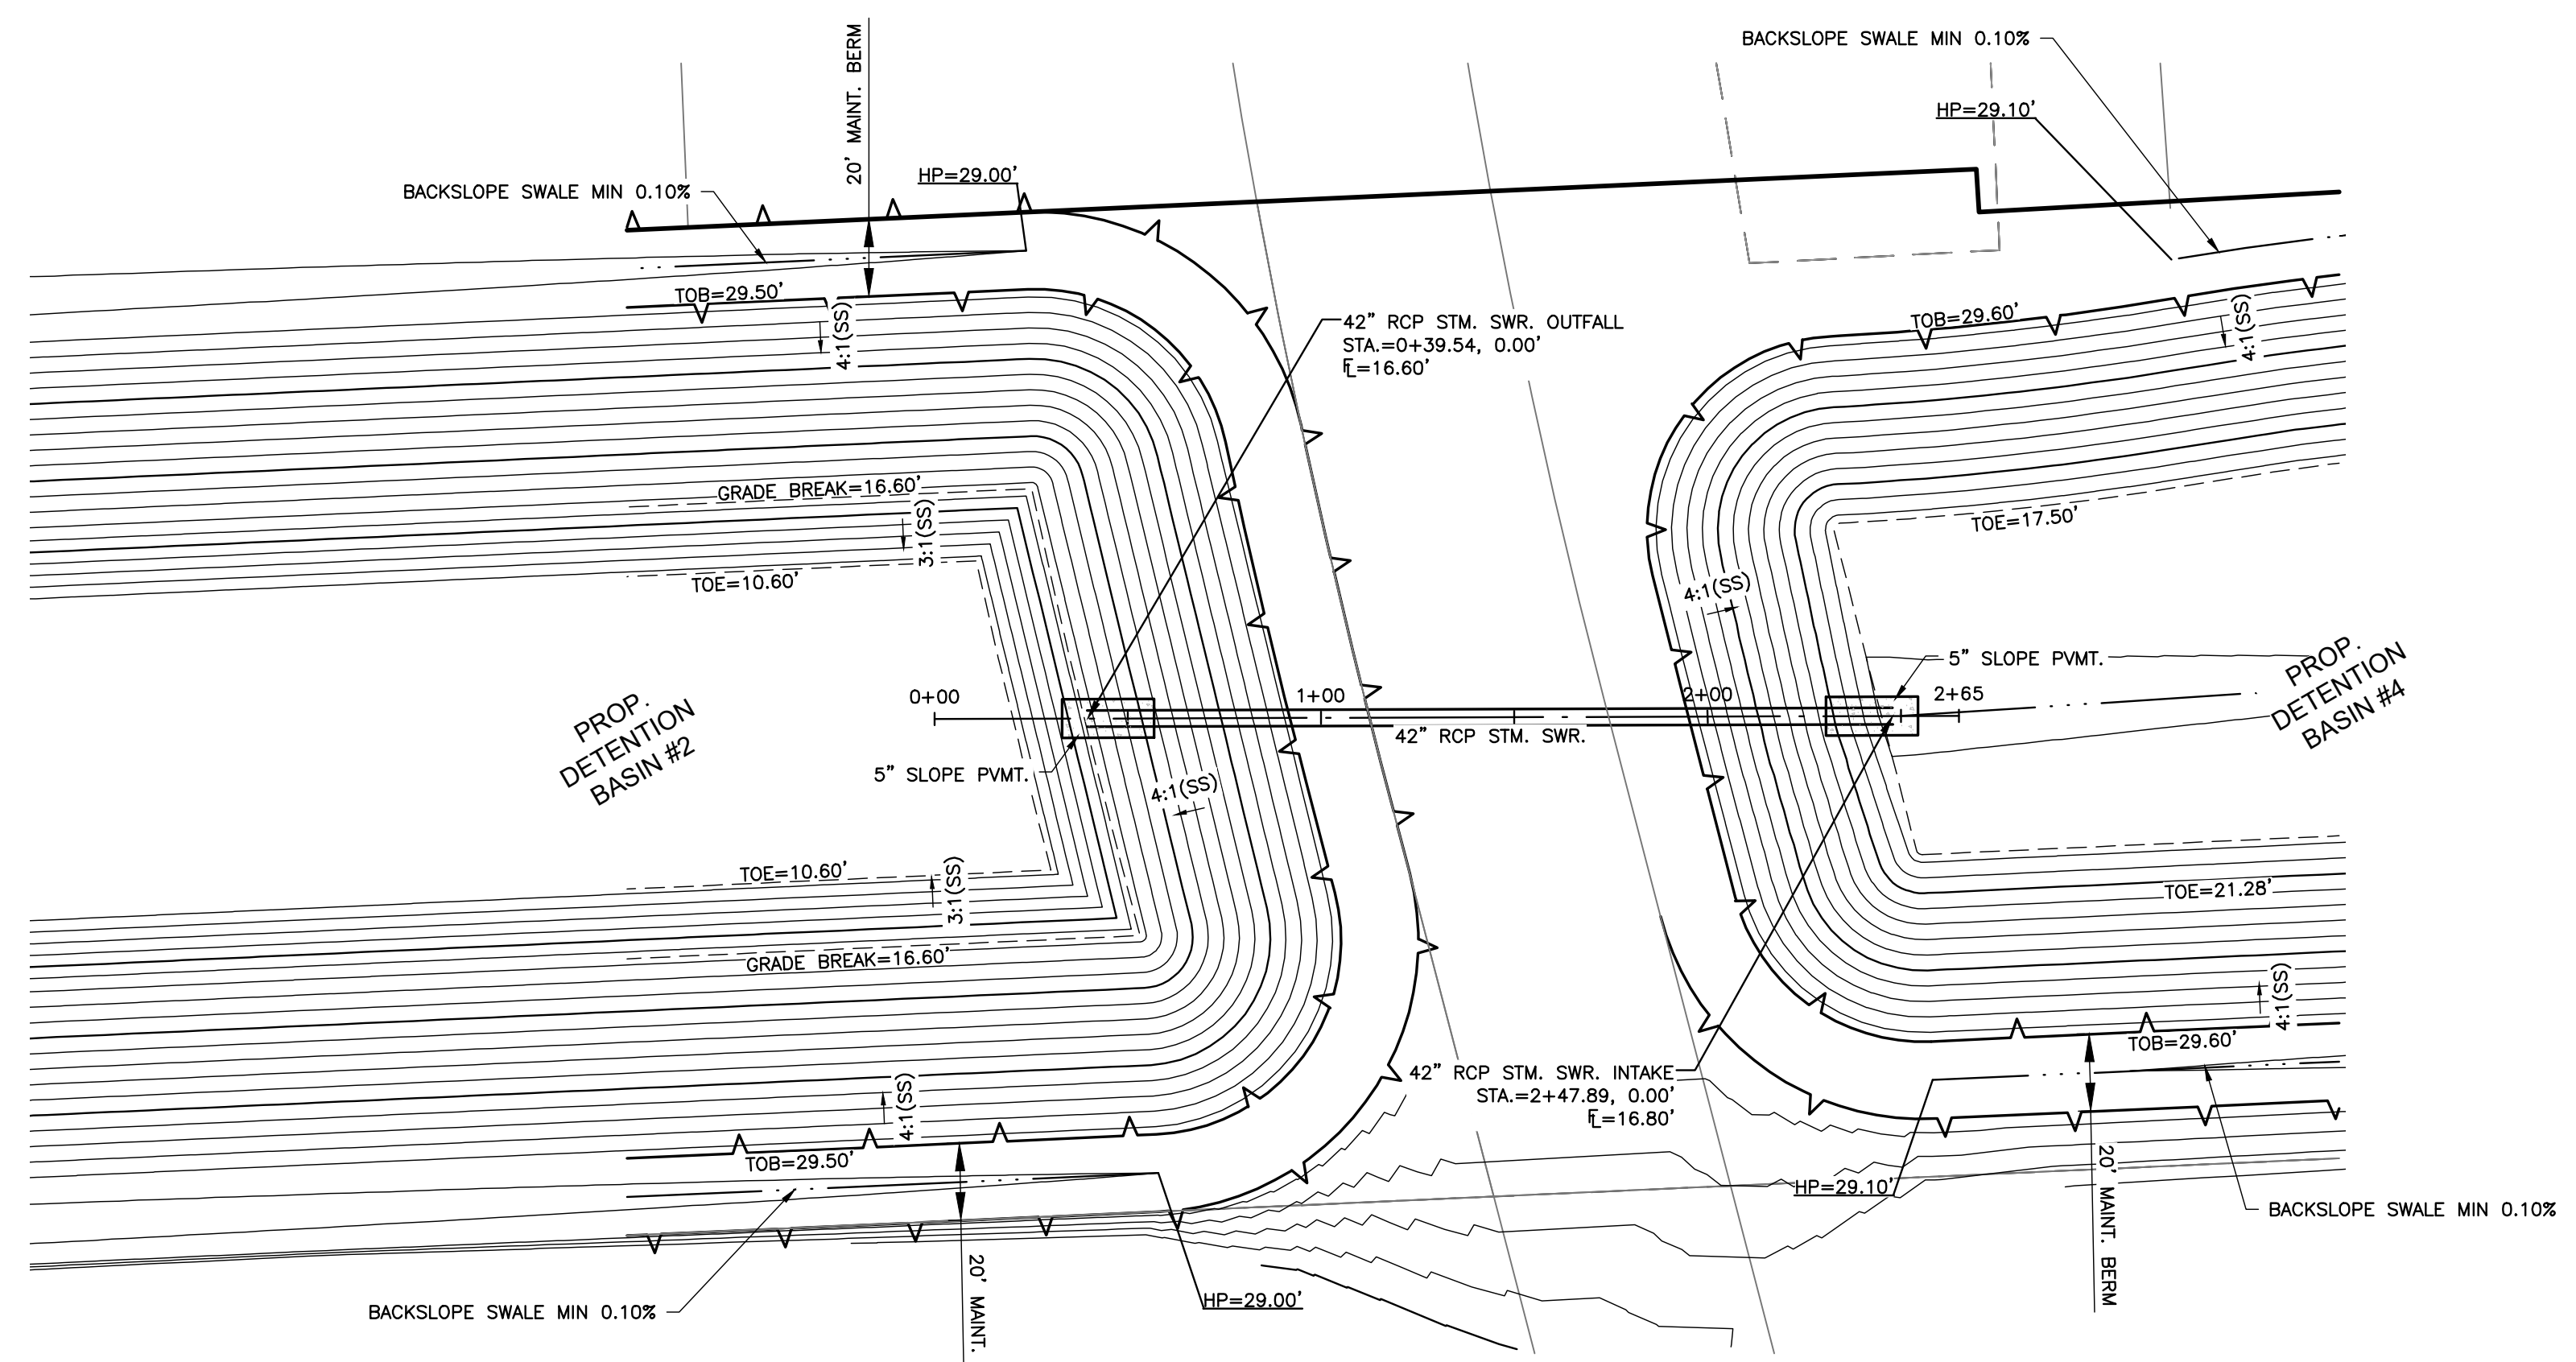 BACKSLOPE SWALE MIN 0.10%
20' MAINT. BERM
HP=29.00'
BACKSLOPE SWALE MIN 0.10%
HP=29.10'
TOB=29.50'
4:1(SS)
42” RCP STM. SWR. OUTFALL
STA.=0+39.54, 0.00'
FL=16.60'
TOB=29.60'
4:1(SS)
GRADE BREAK=16.60'
3:1(SS)
TOE=10.60'
TOE=17.50'
4:1(SS)
PROP.
DETENTION
BASIN #2
0+00
1+00
2+00
2+65
5” SLOPE PVMT.
PROP.
DETENTION
BASIN #4
42” RCP STM. SWR.
5” SLOPE PVMT.
4:1(SS)
TOE=10.60'
3:1(SS)
GRADE BREAK=16.60'
TOE=21.28'
4:1(SS)
TOB=29.60'
42” RCP STM. SWR. INTAKE
STA.=2+47.89, 0.00'
FL=16.80'
4:1(SS)
TOB=29.50'
HP=29.10'
20' MAINT. BERM
BACKSLOPE SWALE MIN 0.10%
20' MAINT.
HP=29.00'
BACKSLOPE SWALE MIN 0.10%